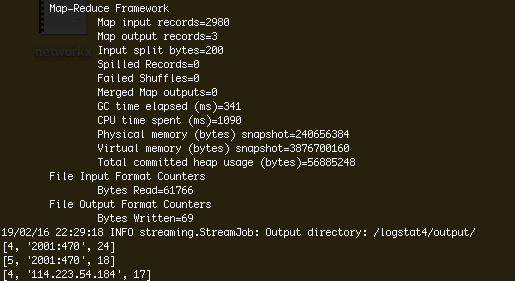 Map-Reduce Framework
Map input records=2980
Map output records=3
Input split bytes=200
Spilled Records=0
Failed Shuffles=0
Merged Map outputs=0
GC time elapsed (ms)=341
CPU time spent (ms)=1090
Physical memory (bytes) snapshot=240656384
Virtual memory (bytes) snapshot=3876700160
Total committed heap usage (bytes)=56885248
File Input Format Counters
Bytes Read=61766
File Output Format Counters
Bytes Written=69
19/02/16 22:29:18 INFO streaming.StreamJob: Output directory: /logstat4/output/
[4, '2001:470', 24]
[5, '2001:470', 18]
[4, '114.223.54.184', 17]
networkx